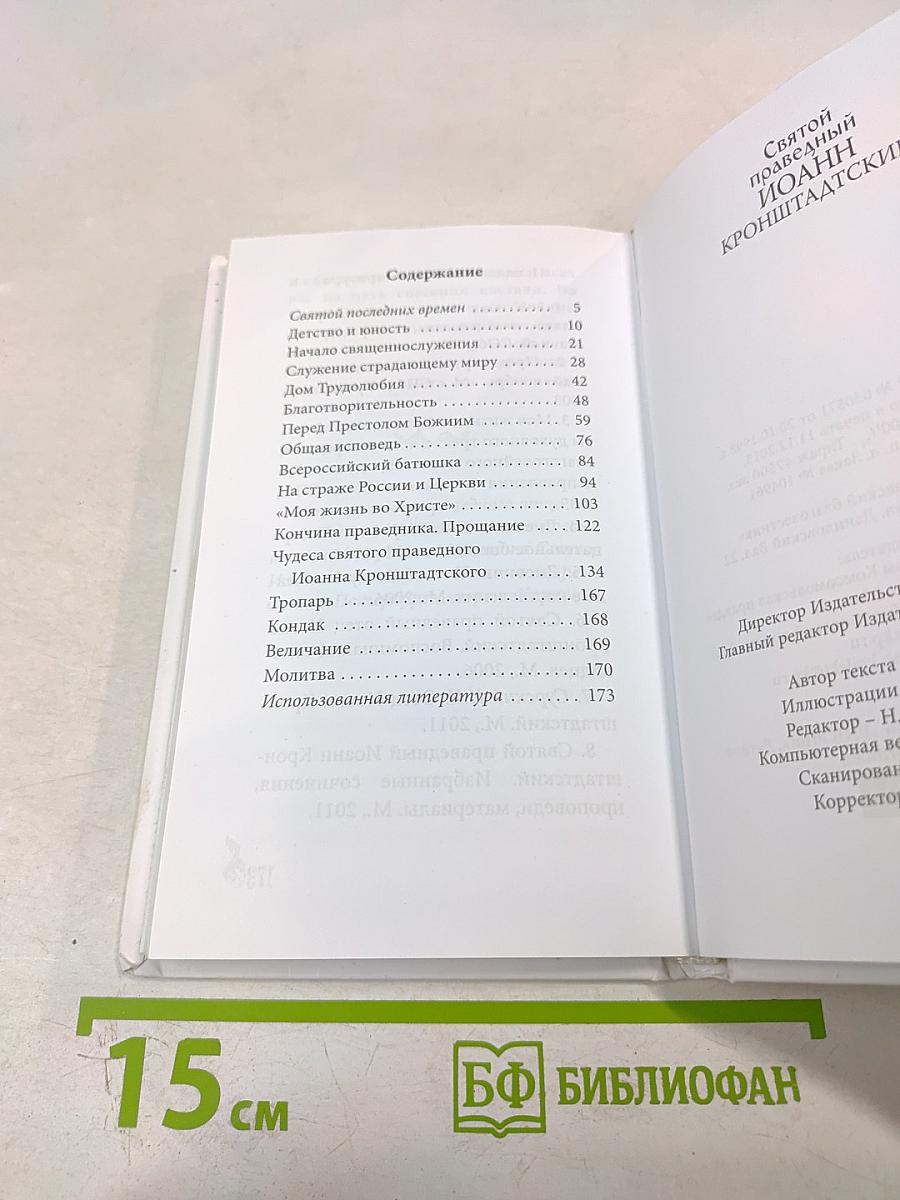 Содержание
Святой последних времен . . . . . . . . . . . 5
Детство и юность . . . . . . . . . . . . . . . . . . 10
Начало священнослужения . . . . . . . . . . 21
Служение страдающему миру . . . . . . . 28
Дом Трудолюбия . . . . . . . . . . . . . . . . . . 42
Благотворительность . . . . . . . . . . . . . . 48
Перед Престолом Божиим . . . . . . . . . . 59
Общая исповедь . . . . . . . . . . . . . . . . . . 76
Всероссийский батюшка . . . . . . . . . . . . 84
На страже России и Церкви . . . . . . . . . 94
«Моя жизнь во Христе» . . . . . . . . . . . . 103
Кончина праведника. Прощание . . . . . 122
Чудеса святого праведного
Иоанна Кронштадтского . . . . . . . . . 134
Тропарь . . . . . . . . . . . . . . . . . . . . . . . . 167
Кондак . . . . . . . . . . . . . . . . . . . . . . . . . 168
Величание . . . . . . . . . . . . . . . . . . . . . . 169
Молитва . . . . . . . . . . . . . . . . . . . . . . . . 170
Использованная литература . . . . . . . 173
Святой
праведный
ИОАНН
КРОНШТАДТСКИЙ
Директор Издательст
Главный редактор Издат
Автор текста
Иллюстрации
Редактор – Н.
Компьютерная ве
Сканирован
Корректор
15 см
БФ БИБЛИОФАН